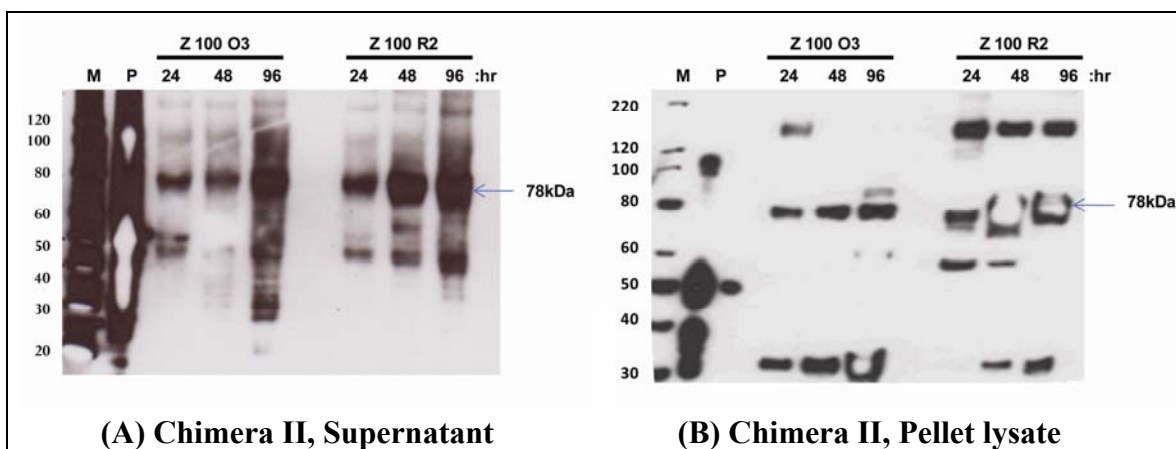 Z 100 O3 Z 100 R2
M P 24 48 96 24 48 96 :hr
120
100
80
60
50
40
30
20
78kDa
(A) Chimera II, Supernatant
Z 100 O3 Z 100 R2
M P 24 48 96 24 48 96 :hr
220
120
100
80
60
50
40
30
78kDa
(B) Chimera II, Pellet lysate